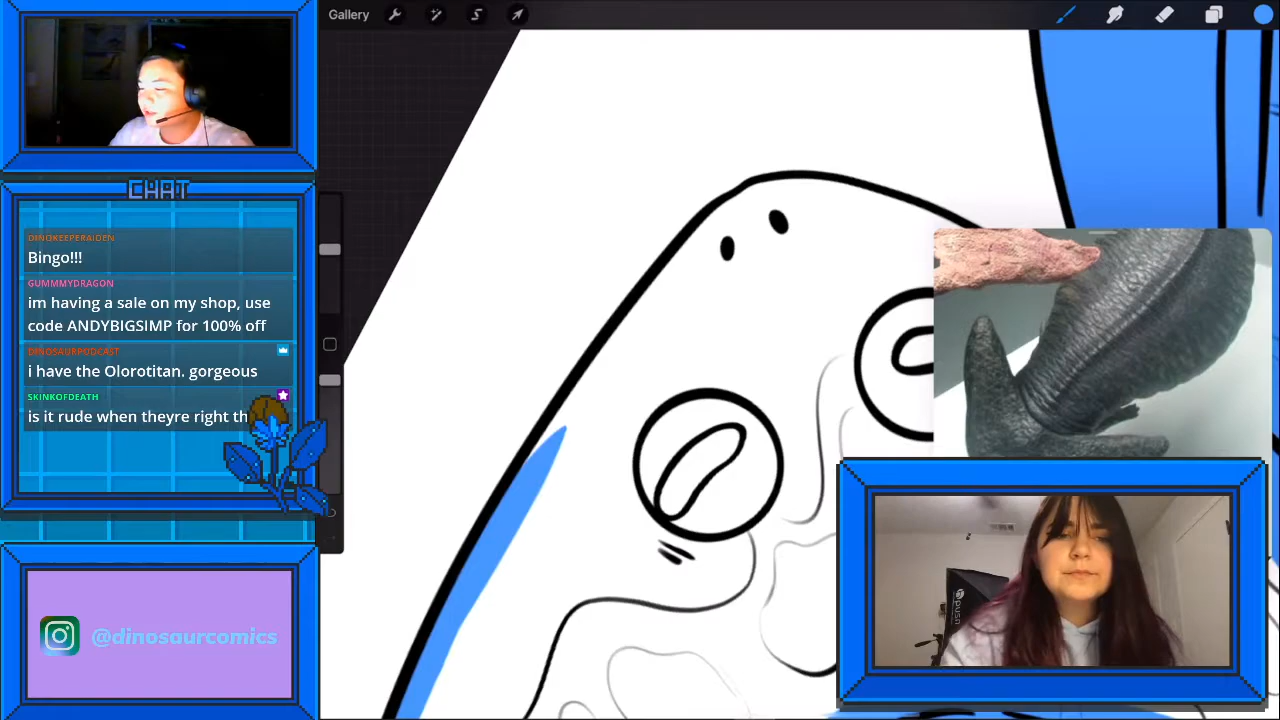 Gallery
CHAT
DINOKEEPERAIDEN
Bingo!!!
GUMMMYDRAGON
im having a sale on my shop, use
code ANDYBIGSIMP for 100% off
DINOSAURPODCAST
i have the Olorotitan. gorgeous
SKINKOFDEATH
is it rude when theyre right th
@dinosaurcomics